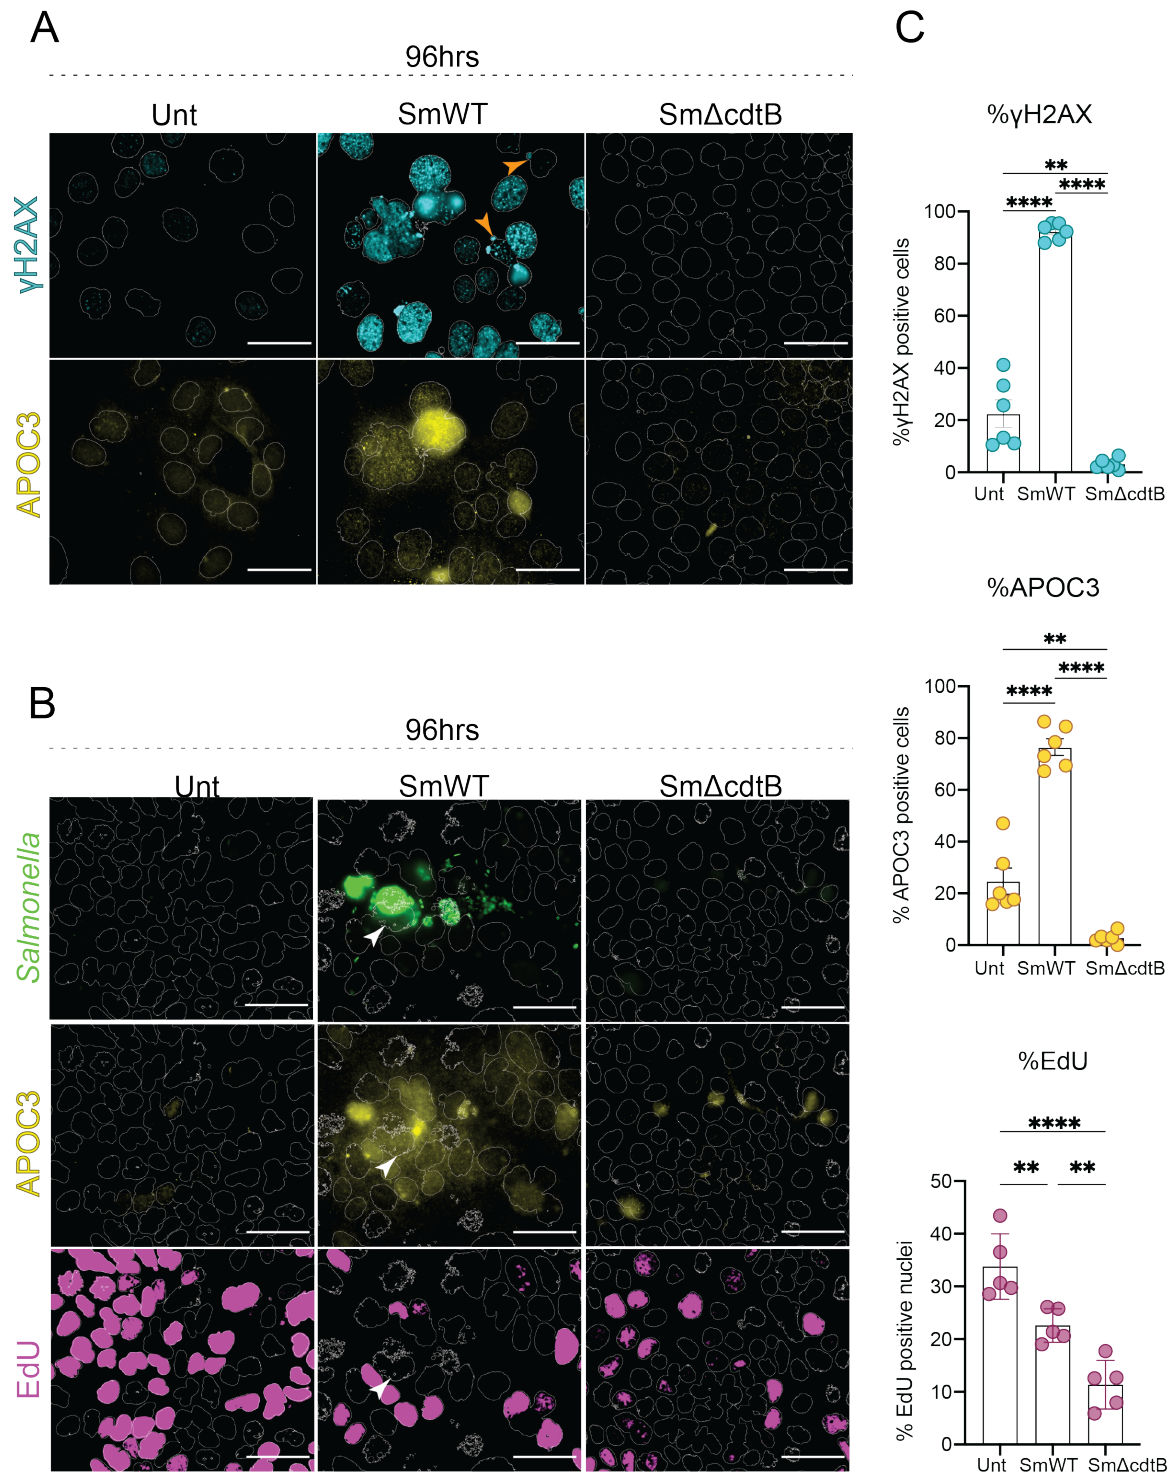 A
96hrs
Unt SmWT SmΔcdtB
γH2AX
APOC3
B
96hrs
Unt SmWT SmΔcdtB
Salmonella
APOC3
EdU
C
%γH2AX
**
****
****
%γH2AX positive cells
100
80
60
40
20
0
Unt SmWT SmΔcdtB
%APOC3
**
****
****
% APOC3 positive cells
100
80
60
40
20
0
Unt SmWT SmΔcdtB
%EdU
****
** **
% EdU positive nuclei
50
40
30
20
10
0
Unt SmWT SmΔcdtB